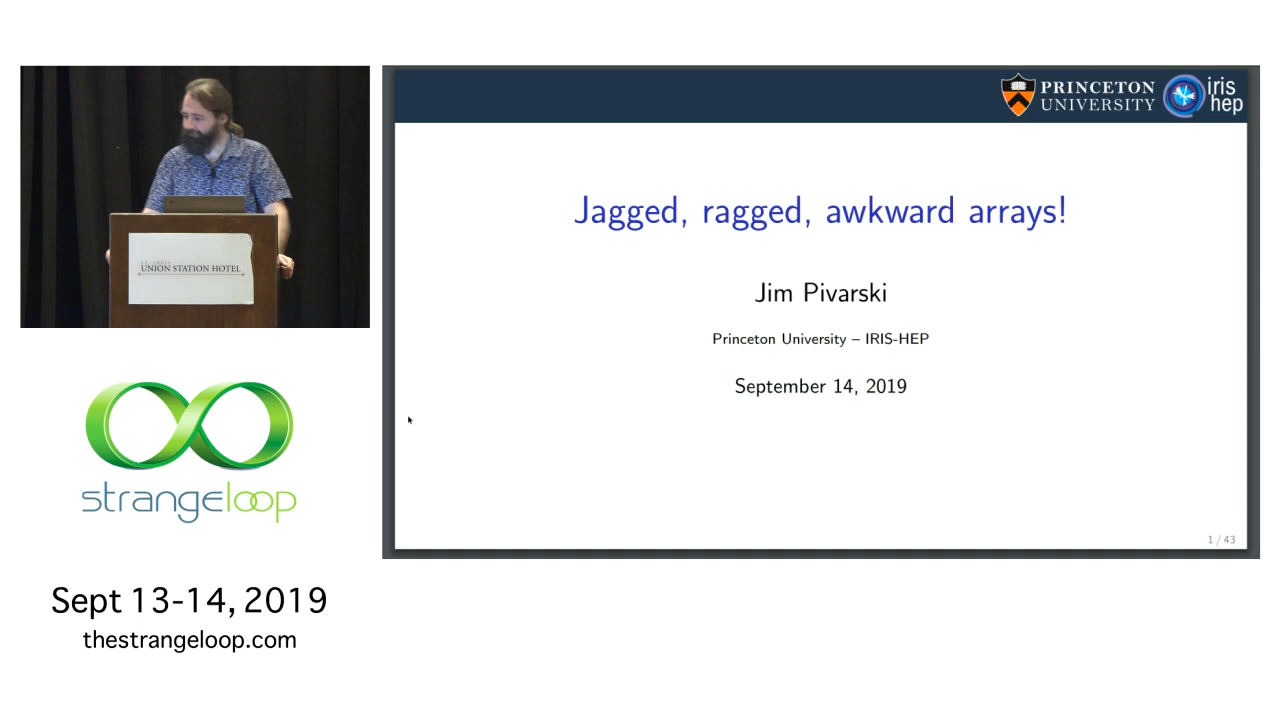 PRINCETON
UNIVERSITY
iris
hep
Jagged, ragged, awkward arrays!
Jim Pivarski
Princeton University – IRIS-HEP
September 14, 2019
1 / 43
UNION STATION HOTEL
strangeloop
Sept 13-14, 2019
thestrangeloop.com